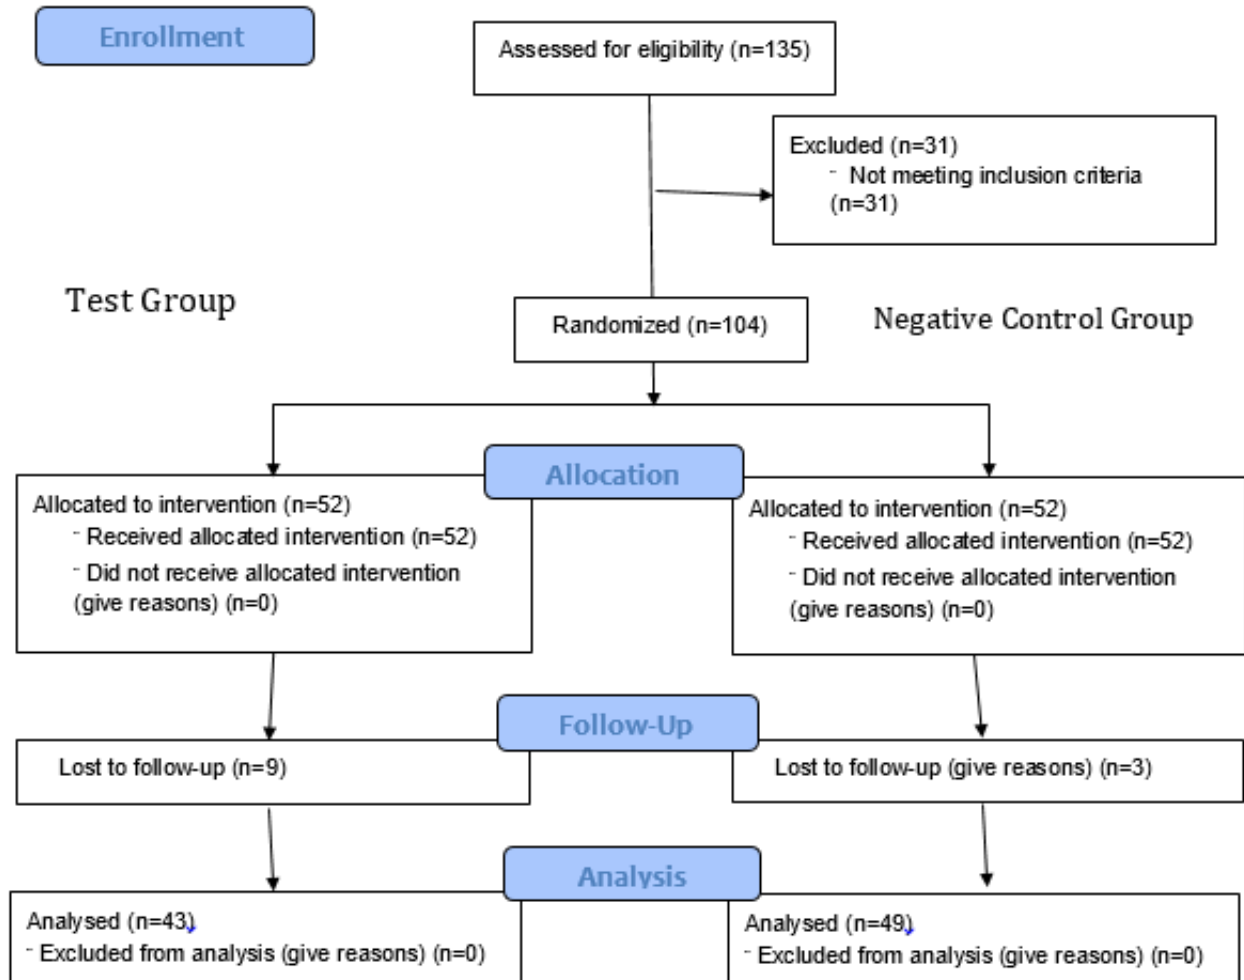 Enrollment
Assessed for eligibility (n=135)
Excluded (n=31)
- Not meeting inclusion criteria
(n=31)
Test Group
Randomized (n=104)
Negative Control Group
Allocation
Allocated to intervention (n=52)
- Received allocated intervention (n=52)
- Did not receive allocated intervention
(give reasons) (n=0)
Allocated to intervention (n=52)
- Received allocated intervention (n=52)
- Did not receive allocated intervention
(give reasons) (n=0)
Follow-Up
Lost to follow-up (n=9)
Lost to follow-up (give reasons) (n=3)
Analysis
Analysed (n=43)
- Excluded from analysis (give reasons) (n=0)
Analysed (n=49)
- Excluded from analysis (give reasons) (n=0)